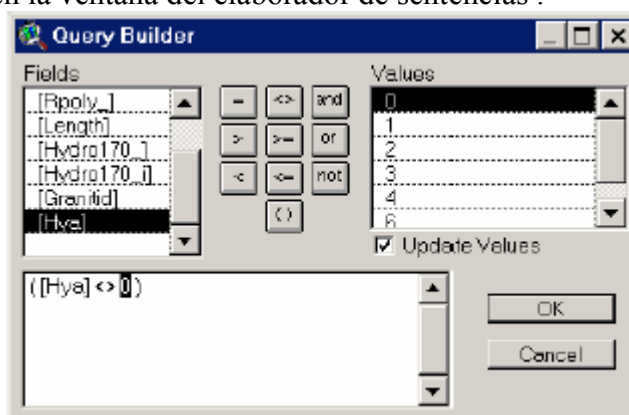 en la ventana del elaborador de sentencias :
Query Builder
Fields
[Rpoly_]
[Length]
[Hydro170_]
[Hydro170_i]
[Granitid]
[Hya]
= <> and
> >= or
< <= not
()
Values
0
1
2
3
4
6
Update Values
([Hya] <> 0)
OK
Cancel